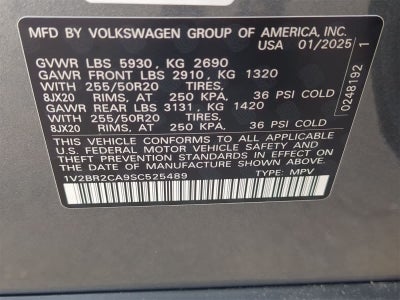 MFD BY VOLKSWAGEN GROUP OF AMERICA, INC.
USA 01/2025
GVWR LBS 5930, KG 2690
GAWR FRONT LBS 2910, KG 1320
WITH 255/50R20 TIRES,
8JX20 RIMS, AT 250 KPA, 36 PSI COLD
GAWR REAR LBS 3131, KG 1420
WITH 255/50R20 TIRES,
8JX20 RIMS, AT 250 KPA, 36 PSI COLD
THIS VEHICLE CONFORMS TO ALL APPLICABLE
U.S. FEDERAL MOTOR VEHICLE SAFETY, BUMPER,
AND THEFT PREVENTION STANDARDS IN EFFECT ON
THE DATE OF MANUFACTURE SHOWN ABOVE.
1V2BR2CA9SC525489 TYPE: MPV
0248192 1